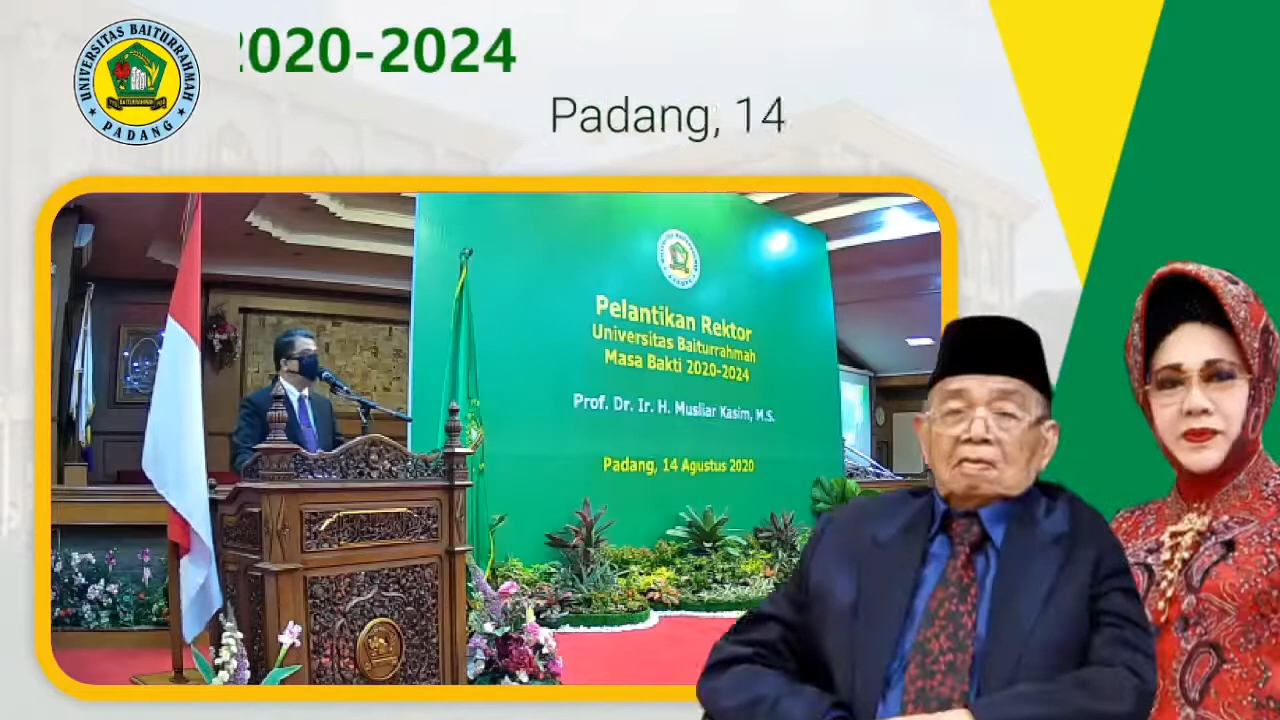 UNIVERSITAS BAITURRAHMAH
PADANG
2020-2024
Padang, 14
Pelantikan Rektor
Universitas Baiturrahmah
Masa Bakti 2020-2024
Prof. Dr. Ir. H. Musliar Kasim, M.S.
Padang, 14 Agustus 2020